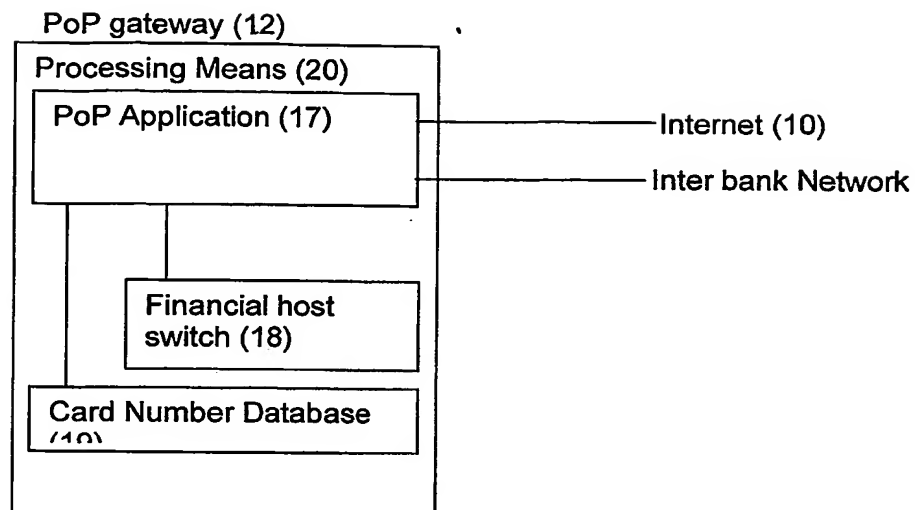 PoP gateway (12)
Processing Means (20)
PoP Application (17)
Internet (10)
Inter bank Network
Financial host
switch (18)
Card Number Database